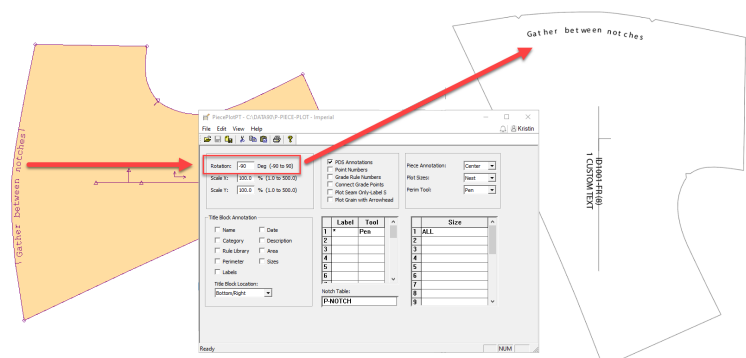 Gather between notches
Gather between notches
PiecePlotFT - C:\DATA80\P-PIECE-PLOT - Imperial
File Edit View Help
Kristin
Rotation: -90 Deg (-90 to 90)
Scale X: 100.0 % (1.0 to 500.0)
Scale Y: 100.0 % (1.0 to 500.0)
PDS Annotations
Point Numbers
Grade Rule Numbers
Connect Grade Points
Plot Seam Only-Label S
Plot Grain with Arrowhead
Piece Annotation: Center
Plot Sizes: Nest
Perim Tool: Pen
Title Block Annotation
Name Date
Category Description
Rule Library Area
Perimeter Sizes
Labels
Title Block Location:
Bottom/Right
Label Tool
1 * Pen
2
3
4
5
6
Notch Table:
P-NOTCH
Size
1 ALL
2
3
4
5
6
7
8
9
Ready
NUM
ID001-FR(8)
1 CUSTOM TEXT